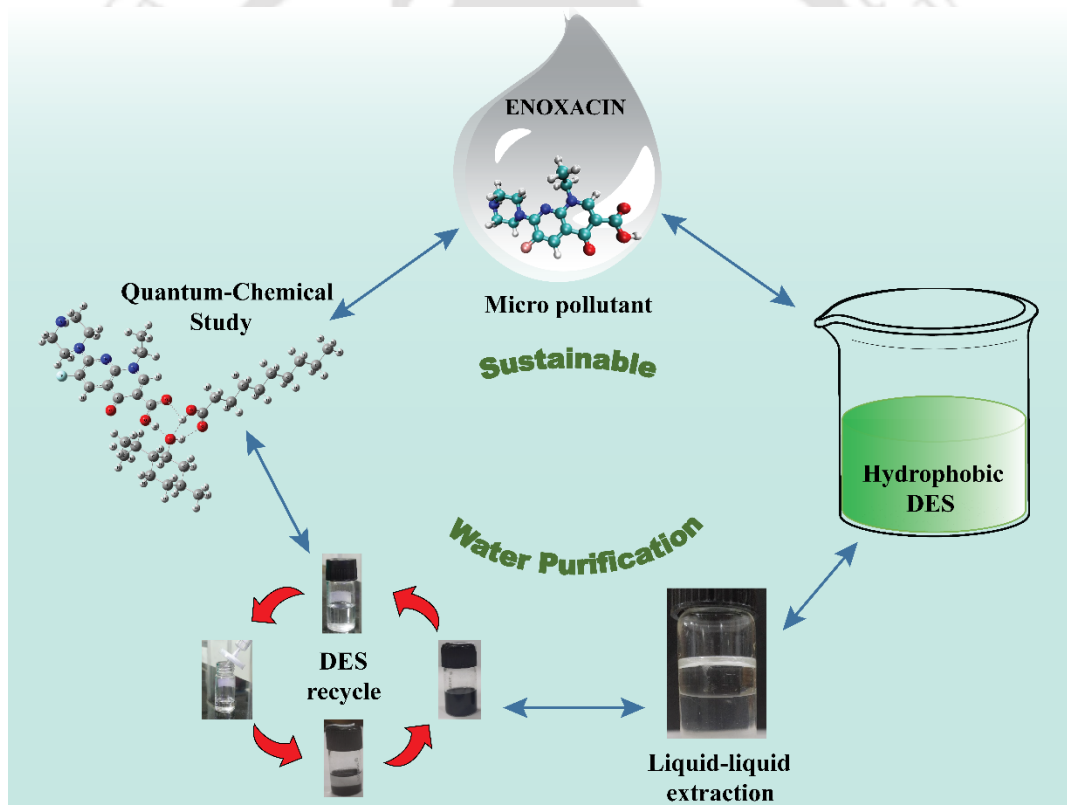 ENOXACIN
Micro pollutant
Quantum-Chemical
Study
Sustainable
Hydrophobic
DES
Water Purification
DES
recycle
Liquid-liquid
extraction